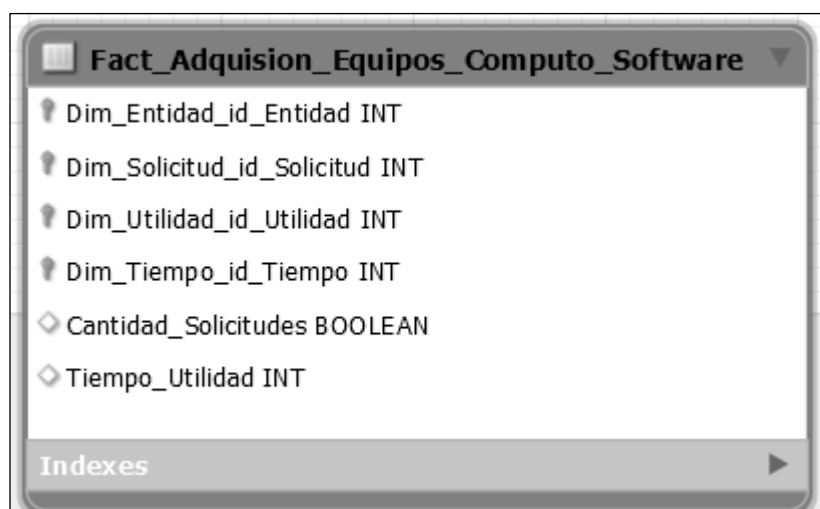 Fact_Adquision_Equipos_Computo_Software
Dim_Entidad_id_Entidad INT
Dim_Solicitud_id_Solicitud INT
Dim_Utilidad_id_Utilidad INT
Dim_Tiempo_id_Tiempo INT
Cantidad_Solicitudes BOOLEAN
Tiempo_Utilidad INT
Indexes